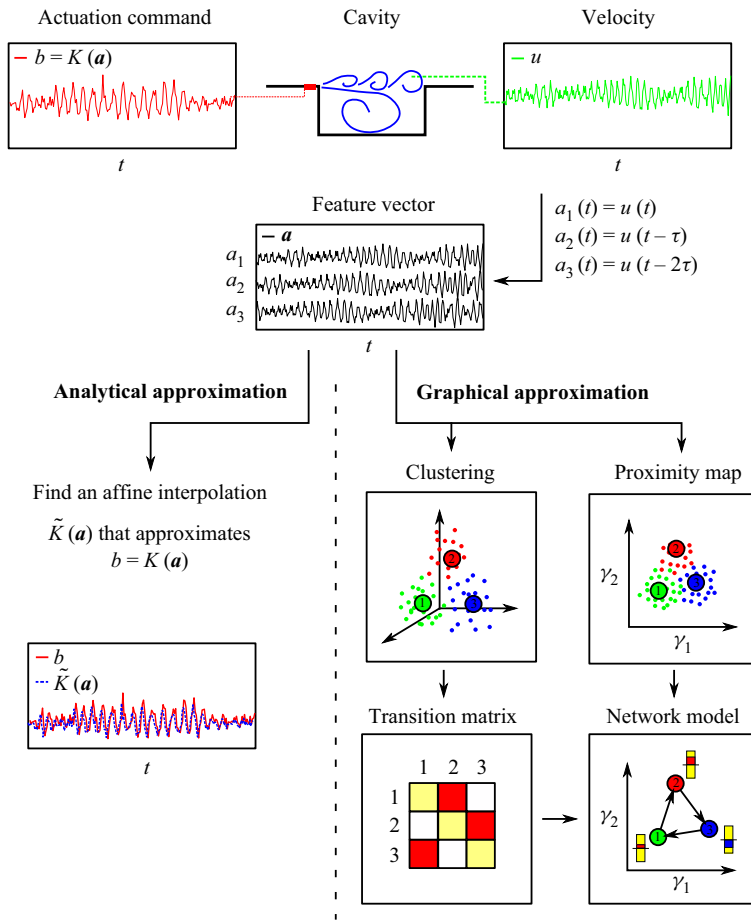 Actuation command
Cavity
Velocity
b = K (a)
u
t
t
Feature vector
a
a₁
a₂
a₃
t
a₁ (t) = u (t)
a₂ (t) = u (t – τ)
a₃ (t) = u (t – 2τ)
Analytical approximation
Graphical approximation
Find an affine interpolation
K̃ (a) that approximates
b = K (a)
b
K̃ (a)
t
Clustering
2
1
3
Proximity map
γ₂
2
1
3
γ₁
Transition matrix
1 2 3
1
2
3
Network model
γ₂
2
1
3
γ₁